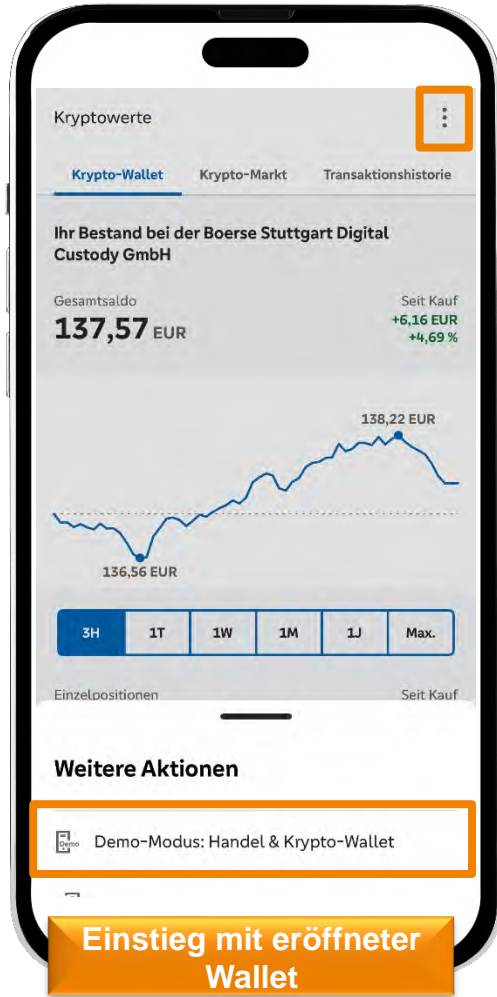 Kryptowerte
Krypto-Wallet Krypto-Markt Transaktionshistorie
Ihr Bestand bei der Boerse Stuttgart Digital
Custody GmbH
Gesamtsaldo Seit Kauf
137,57 EUR +6,16 EUR
+4,69 %
138,22 EUR
136,56 EUR
3H 1T 1W 1M 1J Max.
Einzelpositionen Seit Kauf
Weitere Aktionen
Demo Demo-Modus: Handel & Krypto-Wallet
Einstieg mit eröffneter
Wallet